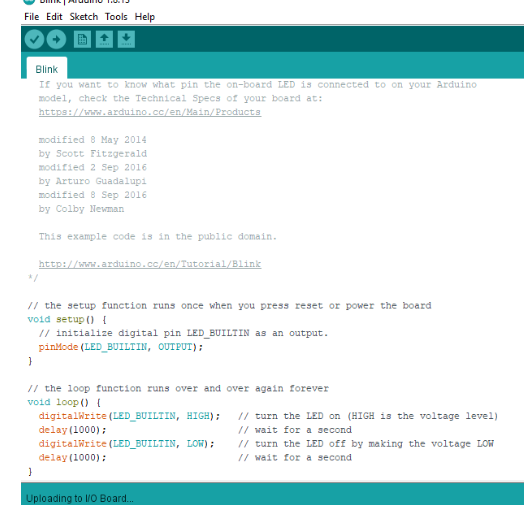 Blink | Arduino 1.8.13
File Edit Sketch Tools Help
Blink
If you want to know what pin the on-board LED is connected to on your Arduino
model, check the Technical Specs of your board at:
https://www.arduino.cc/en/Main/Products
modified 8 May 2014
by Scott Fitzgerald
modified 2 Sep 2016
by Arturo Guadalupi
modified 8 Sep 2016
by Colby Newman
This example code is in the public domain.
http://www.arduino.cc/en/Tutorial/Blink
*/
// the setup function runs once when you press reset or power the board
void setup() {
// initialize digital pin LED_BUILTIN as an output.
pinMode(LED_BUILTIN, OUTPUT);
}
// the loop function runs over and over again forever
void loop() {
digitalWrite(LED_BUILTIN, HIGH);   // turn the LED on (HIGH is the voltage level)
delay(1000);                       // wait for a second
digitalWrite(LED_BUILTIN, LOW);    // turn the LED off by making the voltage LOW
delay(1000);                       // wait for a second
}
Uploading to I/O Board...